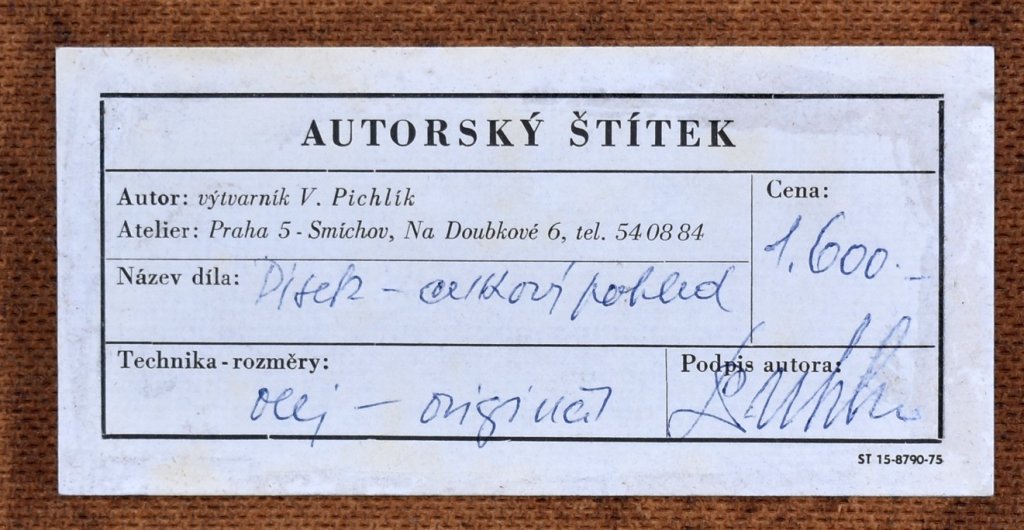 AUTORSKÝ ŠTÍTEK
Autor: výtvarník V. Pichlík
Cena:
Atelier: Praha 5 - Smíchov, Na Doubkové 6, tel. 54 08 84
1.600.-
Název díla: Písek – celkový pohled
Technika - rozměry:
Podpis autora:
olej – originál
ST 15-8790-75